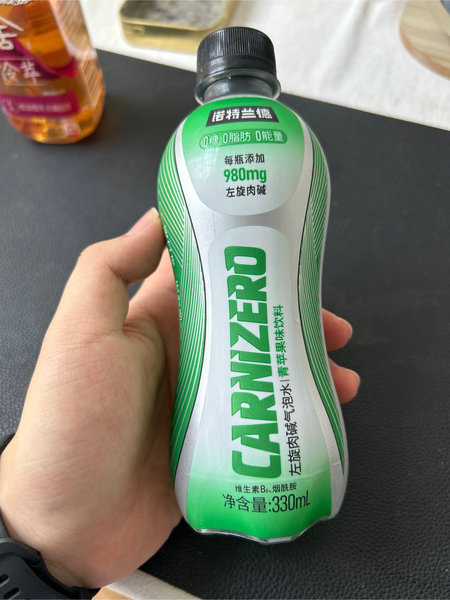 诺特兰德
0糖 0脂肪 0能量
每瓶添加
980mg
左旋肉碱
CARNIZERO
左旋肉碱气泡水|青苹果味饮料
维生素B₆、烟酰胺
净含量:330mL